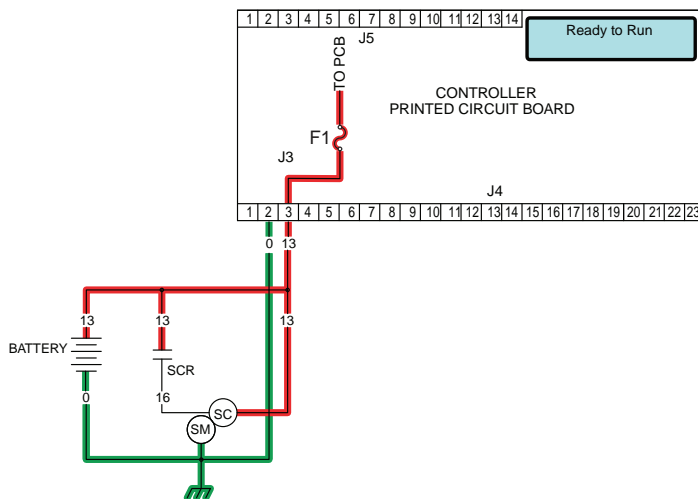 1 2 3 4 5 6 7 8 9 10 11 12 13 14
Ready to Run
J5
TO PCB
CONTROLLER
PRINTED CIRCUIT BOARD
F1
J3
J4
1 2 3 4 5 6 7 8 9 10 11 12 13 14 15 16 17 18 19 20 21 22 23
0 13
13 13 13
BATTERY
SCR
0 16
SC
SM